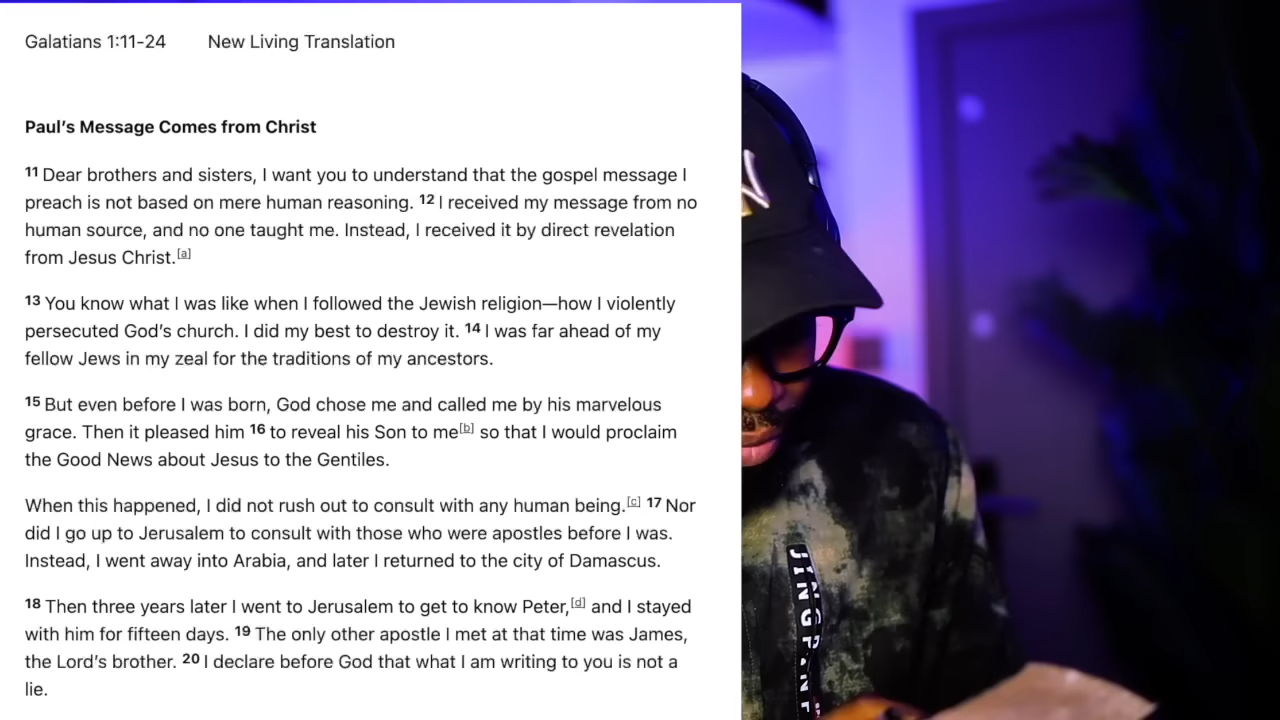 Galatians 1:11-24 New Living Translation
Paul’s Message Comes from Christ
11 Dear brothers and sisters, I want you to understand that the gospel message I
preach is not based on mere human reasoning. 12 I received my message from no
human source, and no one taught me. Instead, I received it by direct revelation
from Jesus Christ.[a]
13 You know what I was like when I followed the Jewish religion—how I violently
persecuted God’s church. I did my best to destroy it. 14 I was far ahead of my
fellow Jews in my zeal for the traditions of my ancestors.
15 But even before I was born, God chose me and called me by his marvelous
grace. Then it pleased him 16 to reveal his Son to me[b] so that I would proclaim
the Good News about Jesus to the Gentiles.
When this happened, I did not rush out to consult with any human being.[c] 17 Nor
did I go up to Jerusalem to consult with those who were apostles before I was.
Instead, I went away into Arabia, and later I returned to the city of Damascus.
18 Then three years later I went to Jerusalem to get to know Peter,[d] and I stayed
with him for fifteen days. 19 The only other apostle I met at that time was James,
the Lord’s brother. 20 I declare before God that what I am writing to you is not a
lie.